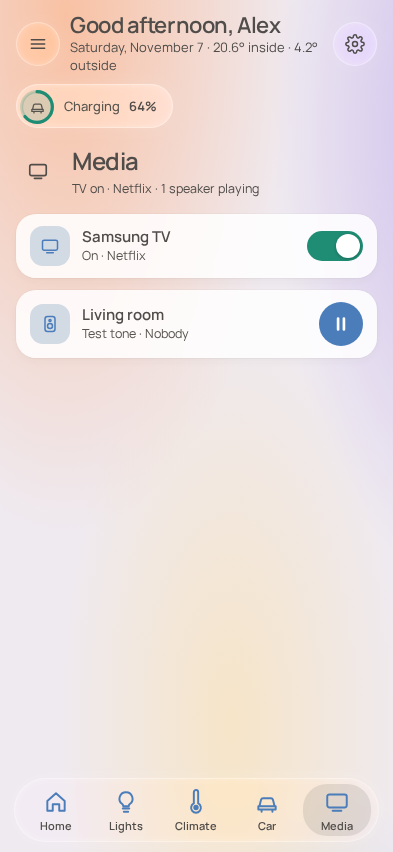 Good afternoon, Alex
Saturday, November 7 · 20.6° inside · 4.2°
outside
Charging 64%
Media
TV on · Netflix · 1 speaker playing
Samsung TV
On · Netflix
Living room
Test tone · Nobody
Home Lights Climate Car Media